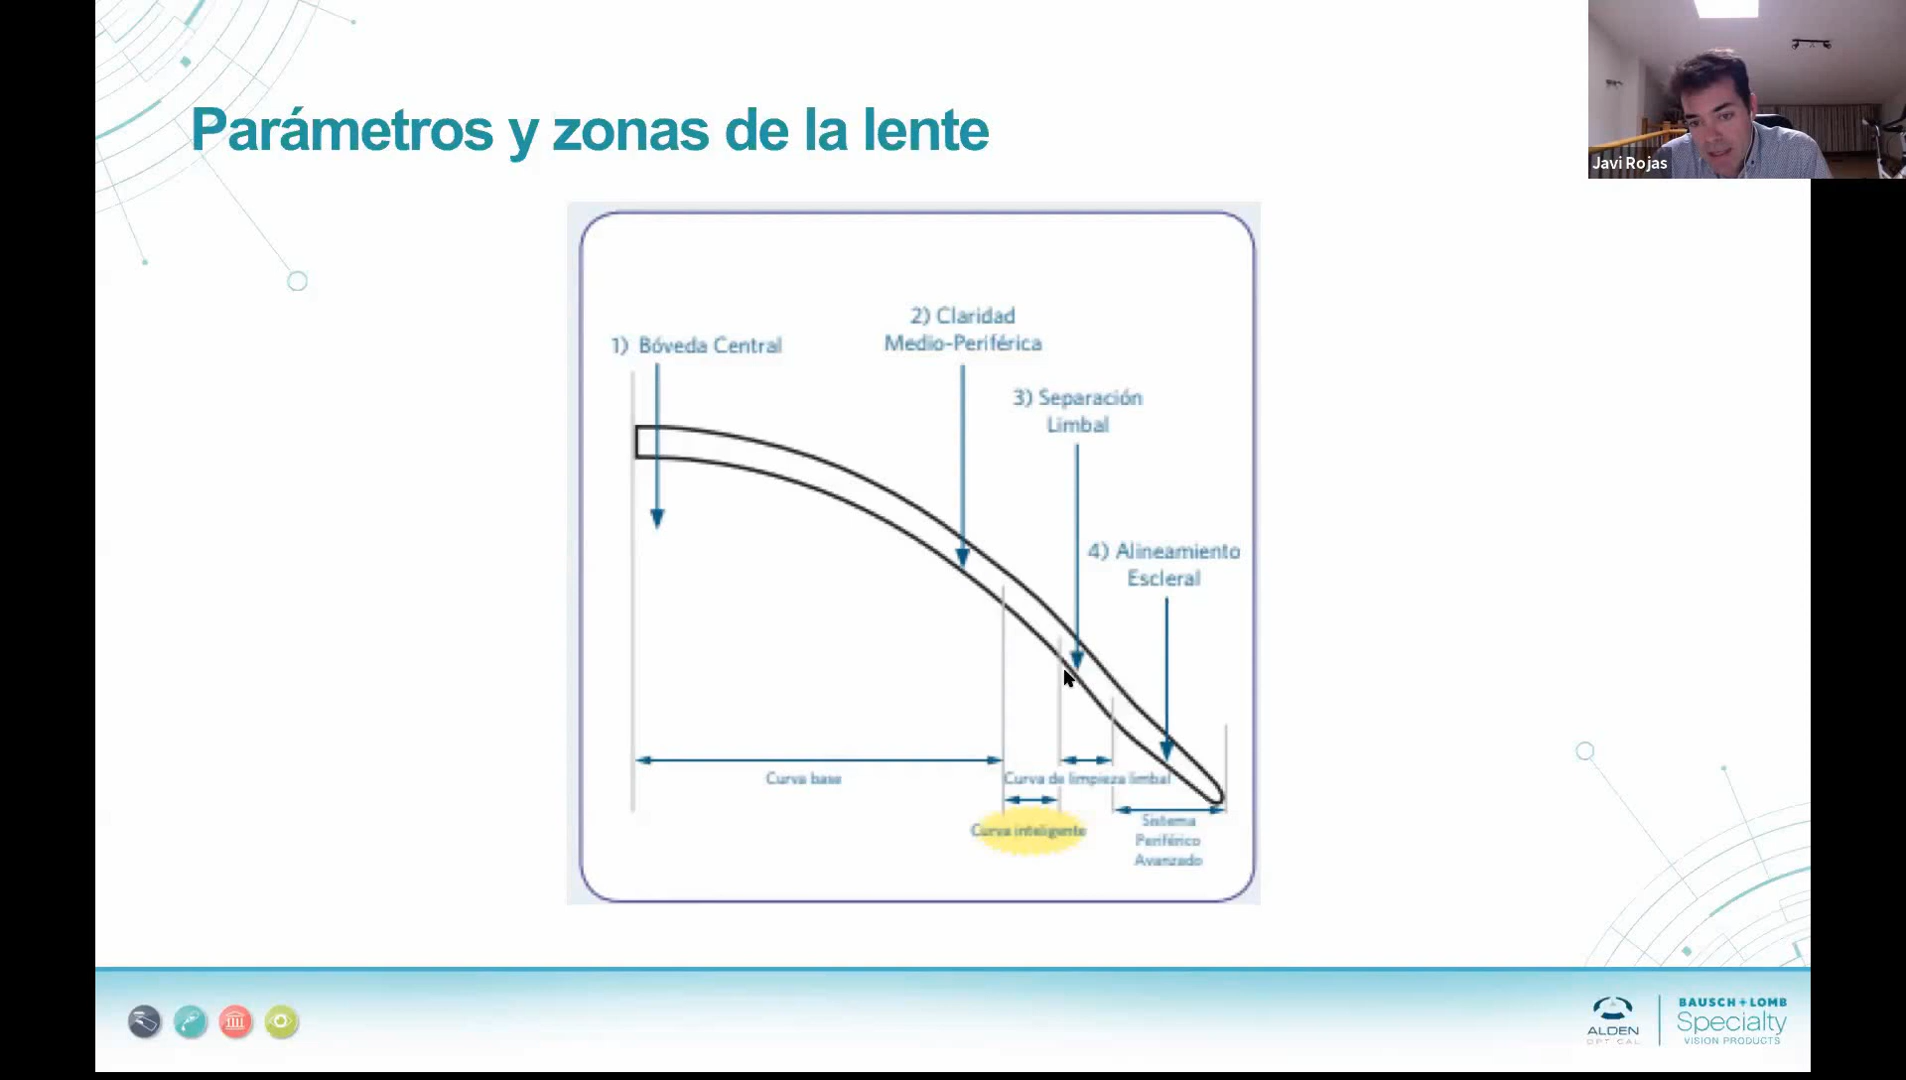 Parámetros y zonas de la lente
Javi Rojas
1) Bóveda Central
2) Claridad
Medio-Periférica
3) Separación
Limbal
4) Alineamiento
Escleral
Curva base
Curva de limpieza limbal
Curva inteligente
Sistema
Periférico
Avanzado
ALDEN
OPTICAL
BAUSCH + LOMB
Specialty
VISION PRODUCTS